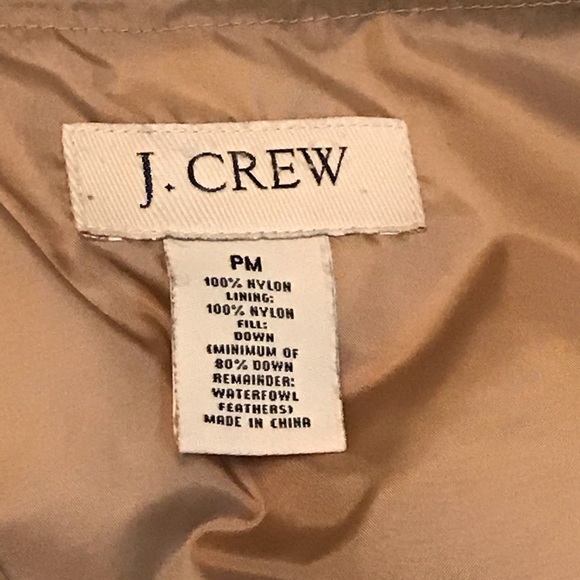 J. CREW
PM
100% NYLON
LINING:
100% NYLON
FILL:
DOWN
(MINIMUM OF
80% DOWN
REMAINDER:
WATERFOWL
FEATHERS)
MADE IN CHINA